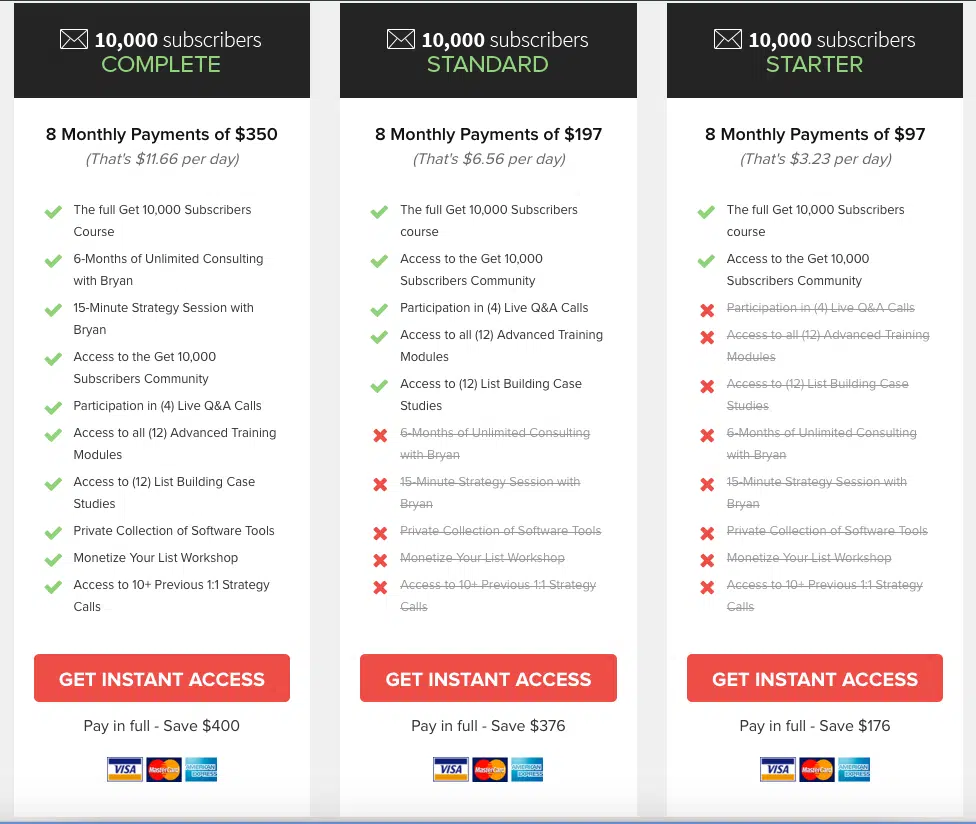 10,000 subscribers
COMPLETE
8 Monthly Payments of $350
(That's $11.66 per day)
The full Get 10,000 Subscribers
Course
6-Months of Unlimited Consulting
with Bryan
15-Minute Strategy Session with
Bryan
Access to the Get 10,000
Subscribers Community
Participation in (4) Live Q&A Calls
Access to all (12) Advanced Training
Modules
Access to (12) List Building Case
Studies
Private Collection of Software Tools
Monetize Your List Workshop
Access to 10+ Previous 1:1 Strategy
Calls
GET INSTANT ACCESS
Pay in full - Save $400
VISA
MasterCard
AMERICAN
EXPRESS
10,000 subscribers
STANDARD
8 Monthly Payments of $197
(That's $6.56 per day)
The full Get 10,000 Subscribers
course
Access to the Get 10,000
Subscribers Community
Participation in (4) Live Q&A Calls
Access to all (12) Advanced Training
Modules
Access to (12) List Building Case
Studies
6-Months of Unlimited Consulting
with Bryan
15-Minute Strategy Session with
Bryan
Private Collection of Software Tools
Monetize Your List Workshop
Access to 10+ Previous 1:1 Strategy
Calls
GET INSTANT ACCESS
Pay in full - Save $376
VISA
MasterCard
AMERICAN
EXPRESS
10,000 subscribers
STARTER
8 Monthly Payments of $97
(That's $3.23 per day)
The full Get 10,000 Subscribers
course
Access to the Get 10,000
Subscribers Community
Participation in (4) Live Q&A Calls
Access to all (12) Advanced Training
Modules
Access to (12) List Building Case
Studies
6-Months of Unlimited Consulting
with Bryan
15-Minute Strategy Session with
Bryan
Private Collection of Software Tools
Monetize Your List Workshop
Access to 10+ Previous 1:1 Strategy
Calls
GET INSTANT ACCESS
Pay in full - Save $176
VISA
MasterCard
AMERICAN
EXPRESS